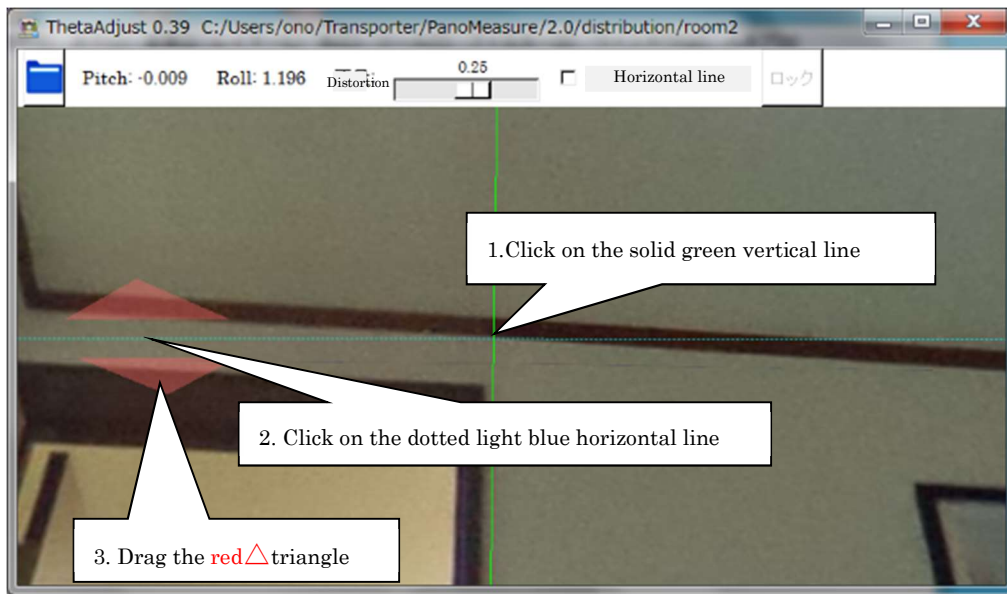 ThetaAdjust 0.39 C:/Users/ono/Transporter/PanoMeasure/2.0/distribution/room2
Pitch: -0.009 Roll: 1.196 Distortion 0.25 Horizontal line ロック
1.Click on the solid green vertical line
2. Click on the dotted light blue horizontal line
3. Drag the red△triangle